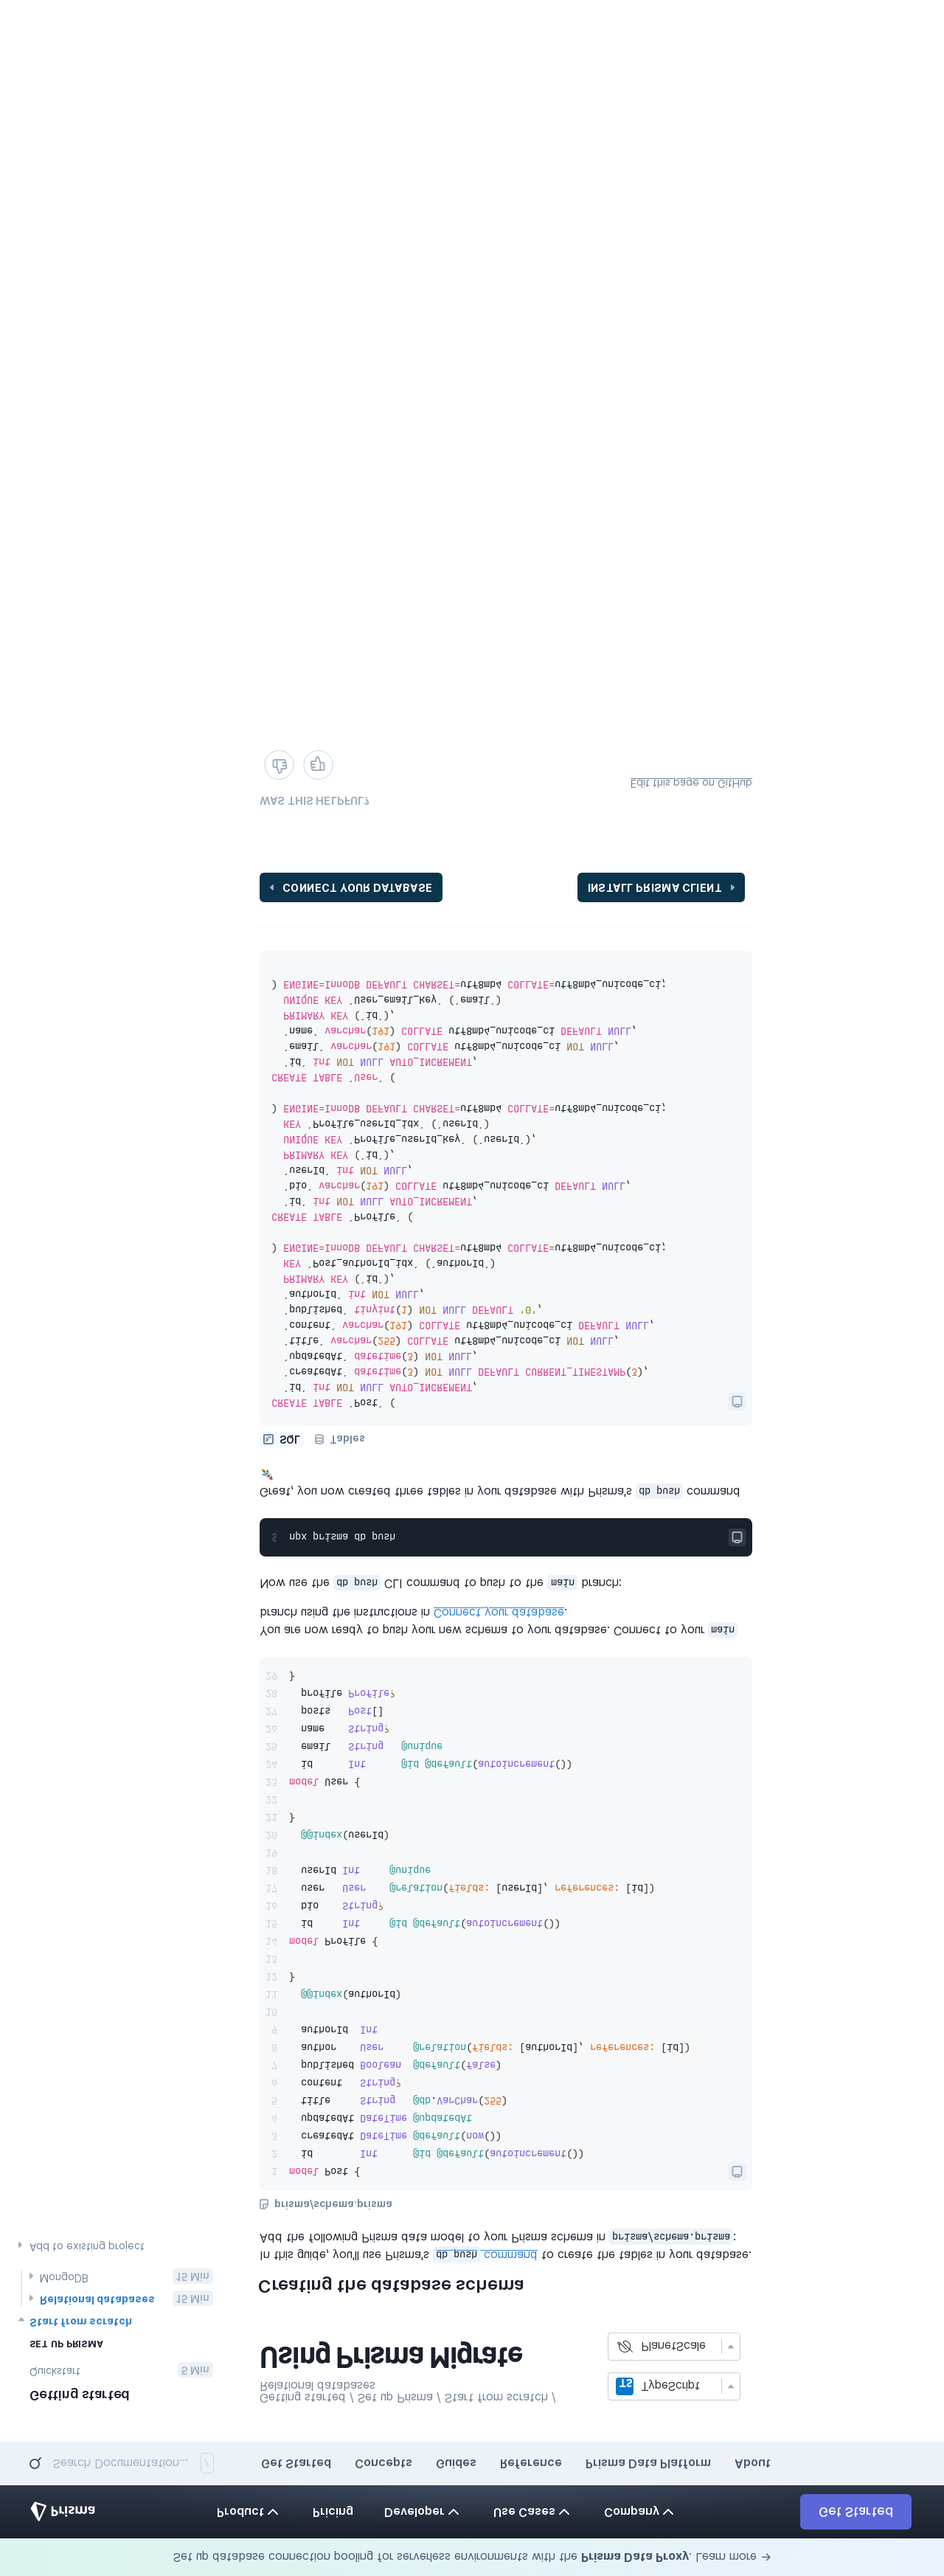 Set up database connection pooling for serverless environments with the Prisma Data Proxy. Learn more →
Prisma
Product
Pricing
Developer
Use Cases
Company
Get Started
Search Documentation...
/
Get Started
Concepts
Guides
Reference
Prisma Data Platform
About
Getting started
Quickstart
5 Min
SET UP PRISMA
Start from scratch
Relational databases
15 Min
MongoDB
15 Min
Add to existing project
Getting started / Set up Prisma / Start from scratch /
Relational databases
TS TypeScript
PlanetScale
Using Prisma Migrate
Creating the database schema
In this guide, you'll use Prisma's db push command to create the tables in your database.
Add the following Prisma data model to your Prisma schema in prisma/schema.prisma:
prisma/schema.prisma
1 model Post {
2   id        Int      @id @default(autoincrement())
3   createdAt DateTime @default(now())
4   updatedAt DateTime @updatedAt
5   title     String   @db.VarChar(255)
6   content   String?
7   published Boolean  @default(false)
8   author    User     @relation(fields: [authorId], references: [id])
9   authorId  Int
10
11   @@index(authorId)
12 }
13
14 model Profile {
15   id     Int     @id @default(autoincrement())
16   bio    String?
17   user   User    @relation(fields: [userId], references: [id])
18   userId Int     @unique
19
20   @@index(userId)
21 }
22
23 model User {
24   id      Int      @id @default(autoincrement())
25   email   String   @unique
26   name    String?
27   posts   Post[]
28   profile Profile?
29 }
You are now ready to push your new schema to your database. Connect to your main
branch using the instructions in Connect your database.
Now use the db push CLI command to push to the main branch:
$ npx prisma db push
Great, you now created three tables in your database with Prisma's db push command
🚀
SQL
Tables
CREATE TABLE `Post` (
  `id` int NOT NULL AUTO_INCREMENT,
  `createdAt` datetime(3) NOT NULL DEFAULT CURRENT_TIMESTAMP(3),
  `updatedAt` datetime(3) NOT NULL,
  `title` varchar(255) COLLATE utf8mb4_unicode_ci NOT NULL,
  `content` varchar(191) COLLATE utf8mb4_unicode_ci DEFAULT NULL,
  `published` tinyint(1) NOT NULL DEFAULT '0',
  `authorId` int NOT NULL,
  PRIMARY KEY (`id`),
  KEY `Post_authorId_idx` (`authorId`)
) ENGINE=InnoDB DEFAULT CHARSET=utf8mb4 COLLATE=utf8mb4_unicode_ci;
CREATE TABLE `Profile` (
  `id` int NOT NULL AUTO_INCREMENT,
  `bio` varchar(191) COLLATE utf8mb4_unicode_ci DEFAULT NULL,
  `userId` int NOT NULL,
  PRIMARY KEY (`id`),
  UNIQUE KEY `Profile_userId_key` (`userId`),
  KEY `Profile_userId_idx` (`userId`)
) ENGINE=InnoDB DEFAULT CHARSET=utf8mb4 COLLATE=utf8mb4_unicode_ci;
CREATE TABLE `User` (
  `id` int NOT NULL AUTO_INCREMENT,
  `email` varchar(191) COLLATE utf8mb4_unicode_ci NOT NULL,
  `name` varchar(191) COLLATE utf8mb4_unicode_ci DEFAULT NULL,
  PRIMARY KEY (`id`),
  UNIQUE KEY `User_email_key` (`email`)
) ENGINE=InnoDB DEFAULT CHARSET=utf8mb4 COLLATE=utf8mb4_unicode_ci;
CONNECT YOUR DATABASE
INSTALL PRISMA CLIENT
WAS THIS HELPFUL?
Edit this page on GitHub